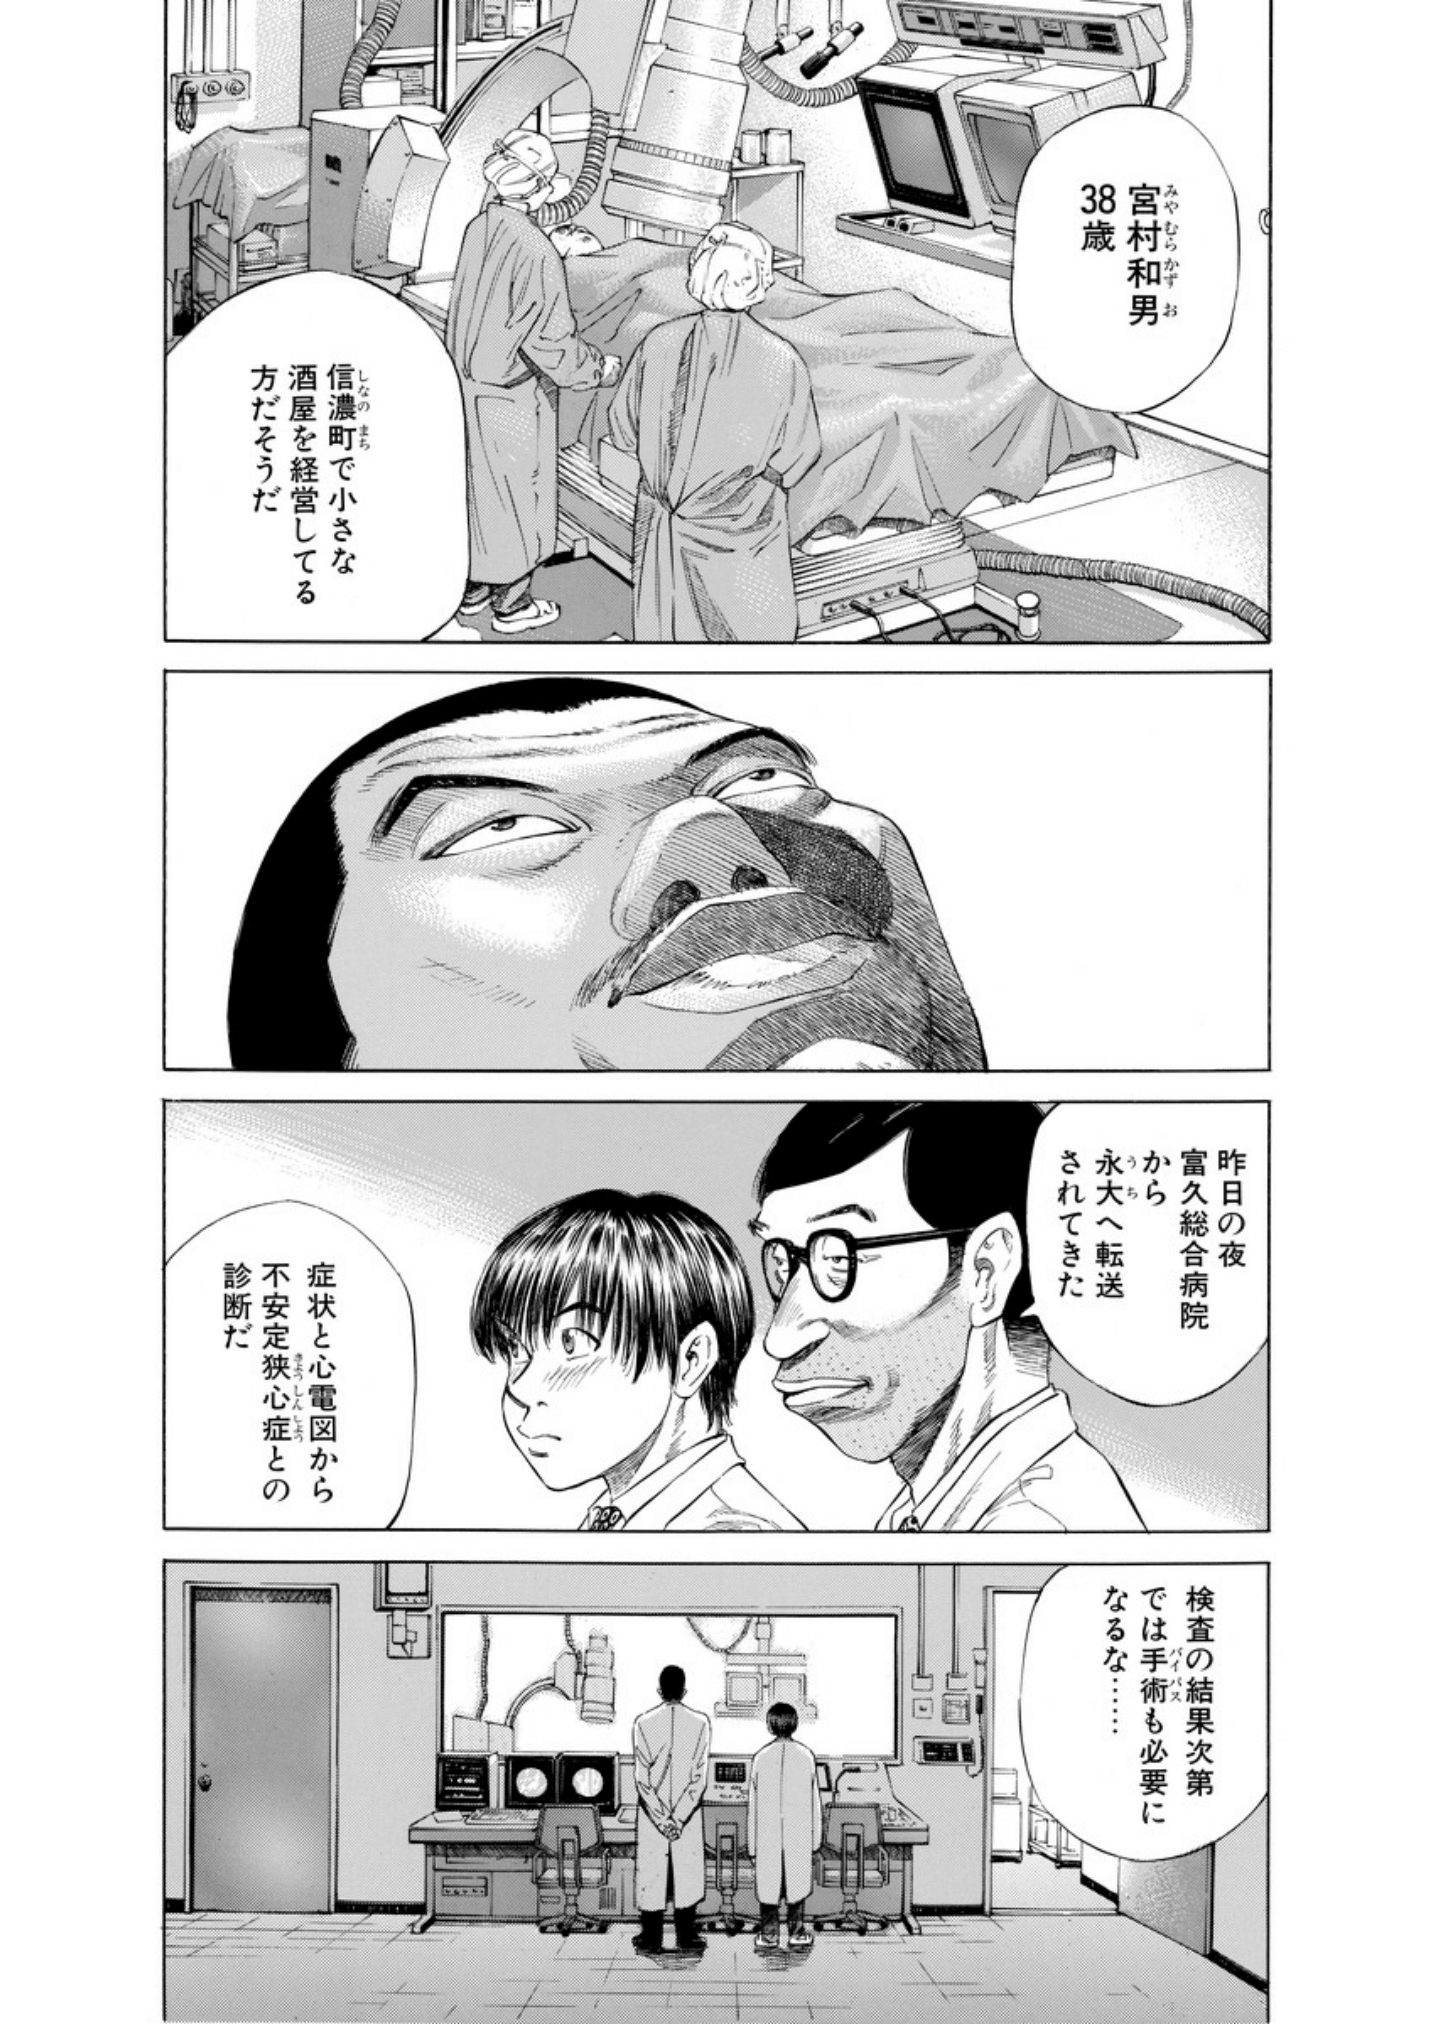 宮村和男
38歳
信濃町で小さな
酒屋を経営してる
方だそうだ
昨日の夜
富久総合病院
から
永大へ転送
されてきた
症状と心電図から
不安定狭心症との
診断だ
検査の結果次第
では手術も必要に
なるな……